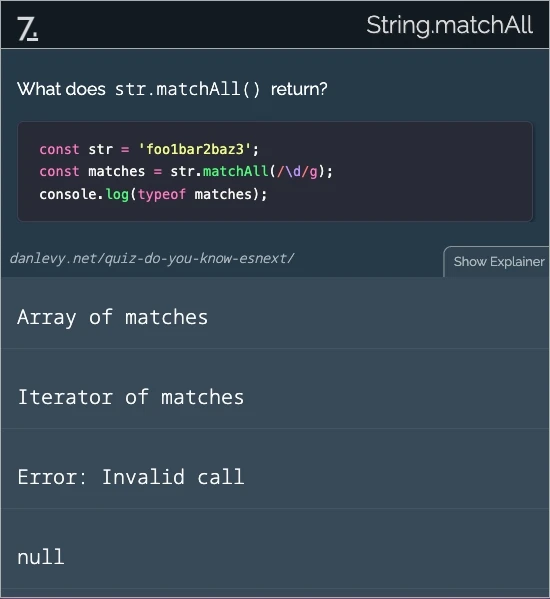 7.
String.matchAll
What does str.matchAll() return?
const str = 'foo1bar2baz3';
const matches = str.matchAll(/\d/g);
console.log(typeof matches);
danlevy.net/quiz-do-you-know-esnext/
Show Explainer
Array of matches
Iterator of matches
Error: Invalid call
null